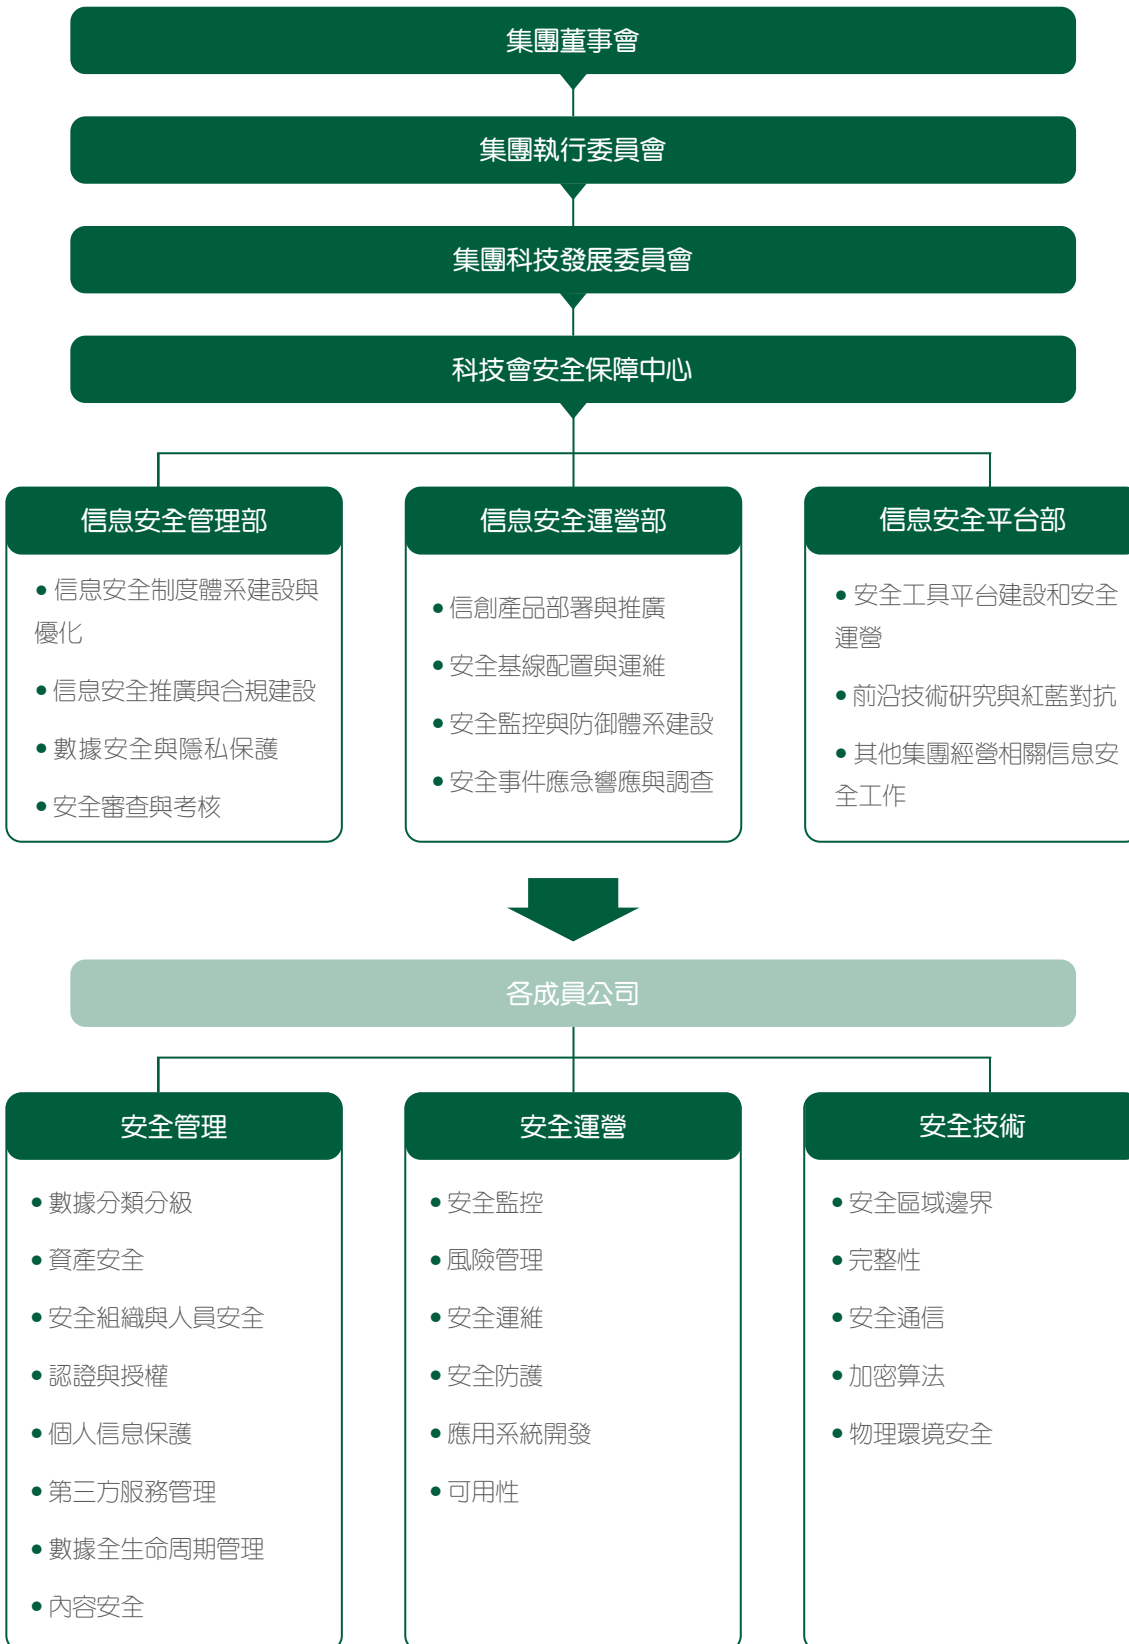 集團董事會
集團執行委員會
集團科技發展委員會
科技會安全保障中心
信息安全管理部
• 信息安全制度體系建設與
優化
• 信息安全推廣與合規建設
• 數據安全與隱私保護
• 安全審查與考核
信息安全運營部
• 信創產品部署與推廣
• 安全基線配置與運維
• 安全監控與防御體系建設
• 安全事件應急響應與調查
信息安全平台部
• 安全工具平台建設和安全
運營
• 前沿技術研究與紅藍對抗
• 其他集團經營相關信息安
全工作
各成員公司
安全管理
• 數據分類分級
• 資產安全
• 安全組織與人員安全
• 認證與授權
• 個人信息保護
• 第三方服務管理
• 數據全生命周期管理
• 內容安全
安全運營
• 安全監控
• 風險管理
• 安全運維
• 安全防護
• 應用系統開發
• 可用性
安全技術
• 安全區域邊界
• 完整性
• 安全通信
• 加密算法
• 物理環境安全